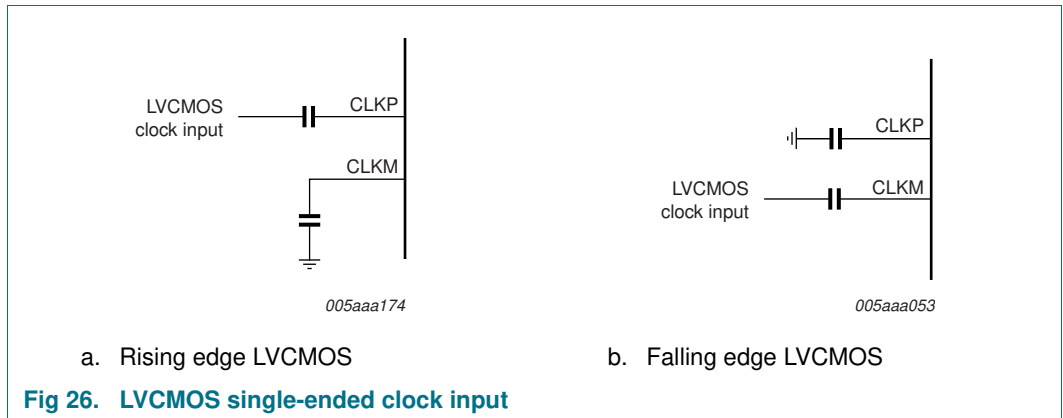 LVCMOS
clock input
CLKP
CLKM
005aaa174
a. Rising edge LVCMOS
CLKP
LVCMOS
clock input
CLKM
005aaa053
b. Falling edge LVCMOS
Fig 26. LVCMOS single-ended clock input